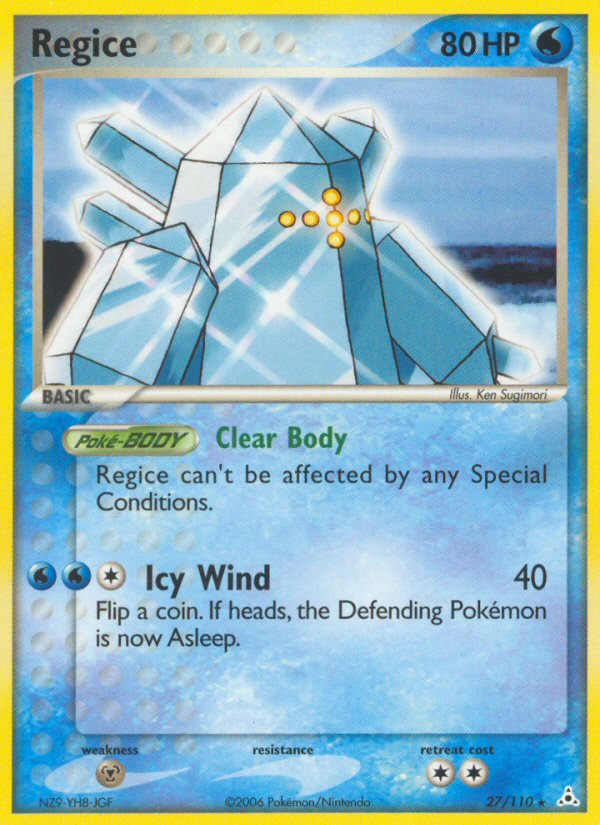 Regice 80 HP
BASIC Illus. Ken Sugimori
Poké-BODY Clear Body
Regice can't be affected by any Special
Conditions.
Icy Wind 40
Flip a coin. If heads, the Defending Pokémon
is now Asleep.
weakness resistance retreat cost
NZ9-YH8-JGF ©2006 Pokémon/Nintendo 27/110 ★